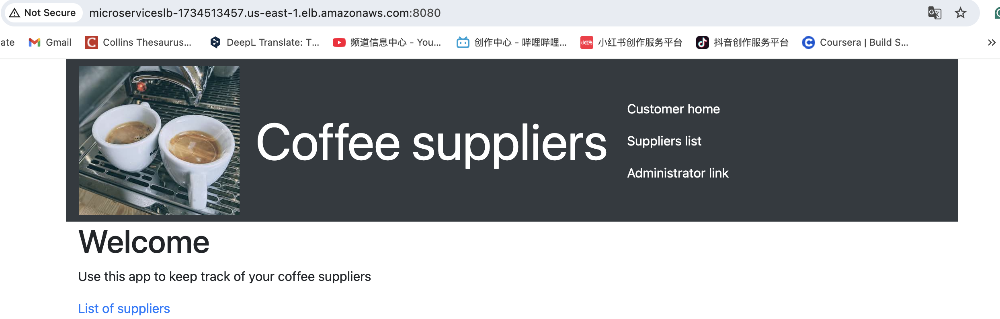 Not Secure microserviceslb-1734513457.us-east-1.elb.amazonaws.com:8080
ate Gmail Collins Thesaurus... DeepL Translate: T... 频道信息中心 - You... 创作中心 - 哔哩哔哩... 小红书 小红书创作服务平台 抖音创作服务平台 Coursera | Build S... »
Customer home
Coffee suppliers
Suppliers list
Administrator link
Welcome
Use this app to keep track of your coffee suppliers
List of suppliers